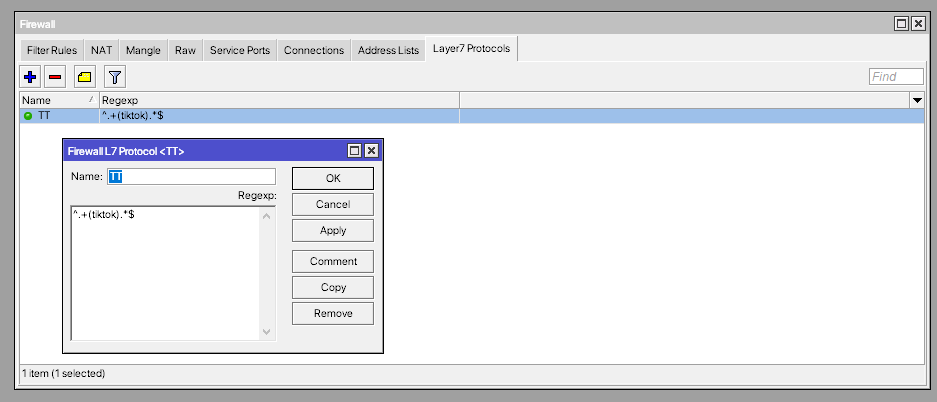 Firewall
Filter Rules NAT Mangle Raw Service Ports Connections Address Lists Layer7 Protocols
Find
Name Regexp
TT ^.+(tiktok).*$
Firewall L7 Protocol <TT>
Name: TT
Regexp:
^.+(tiktok).*$
OK
Cancel
Apply
Comment
Copy
Remove
1 item (1 selected)